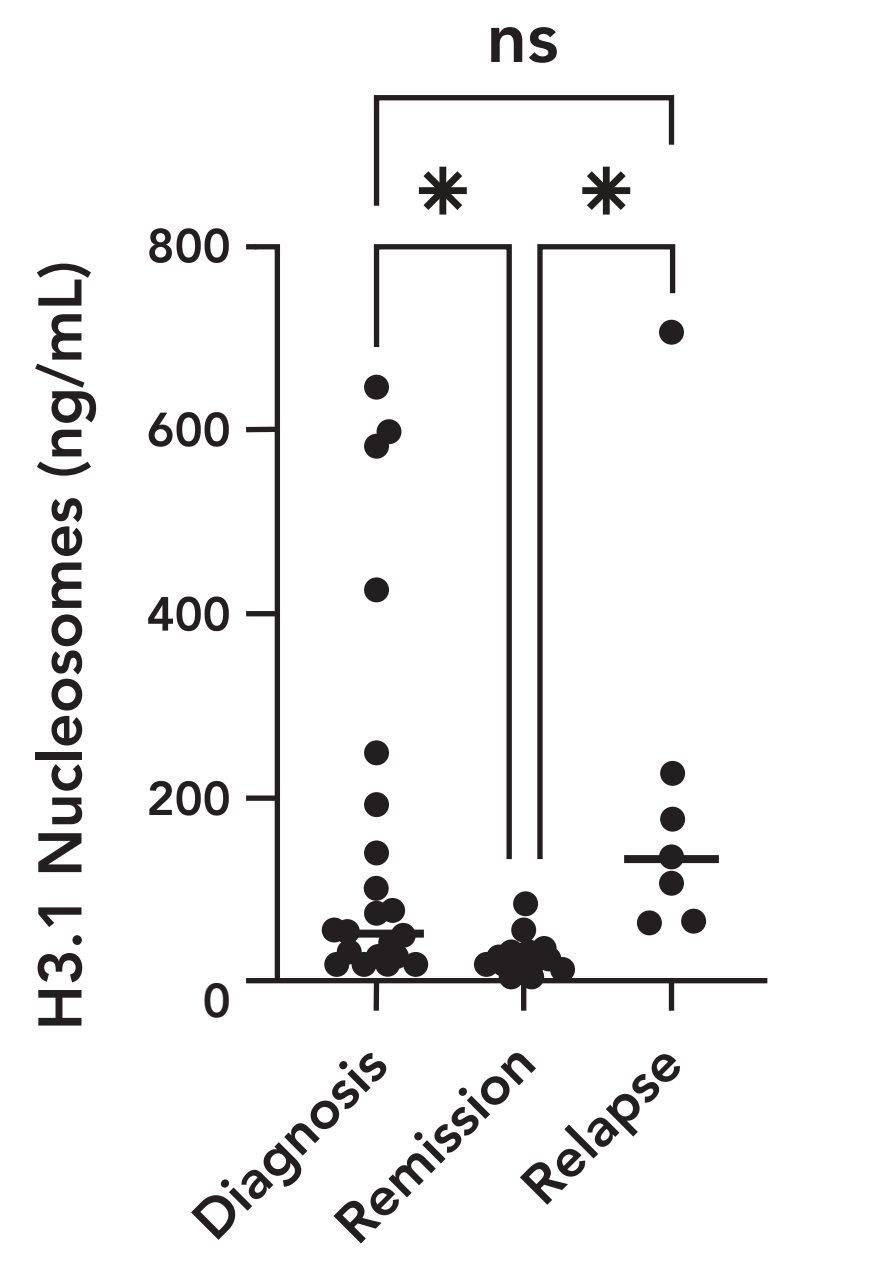 ns
* *
H3.1 Nucleosomes (ng/mL)
800
600
400
200
0
Diagnosis
Remission
Relapse